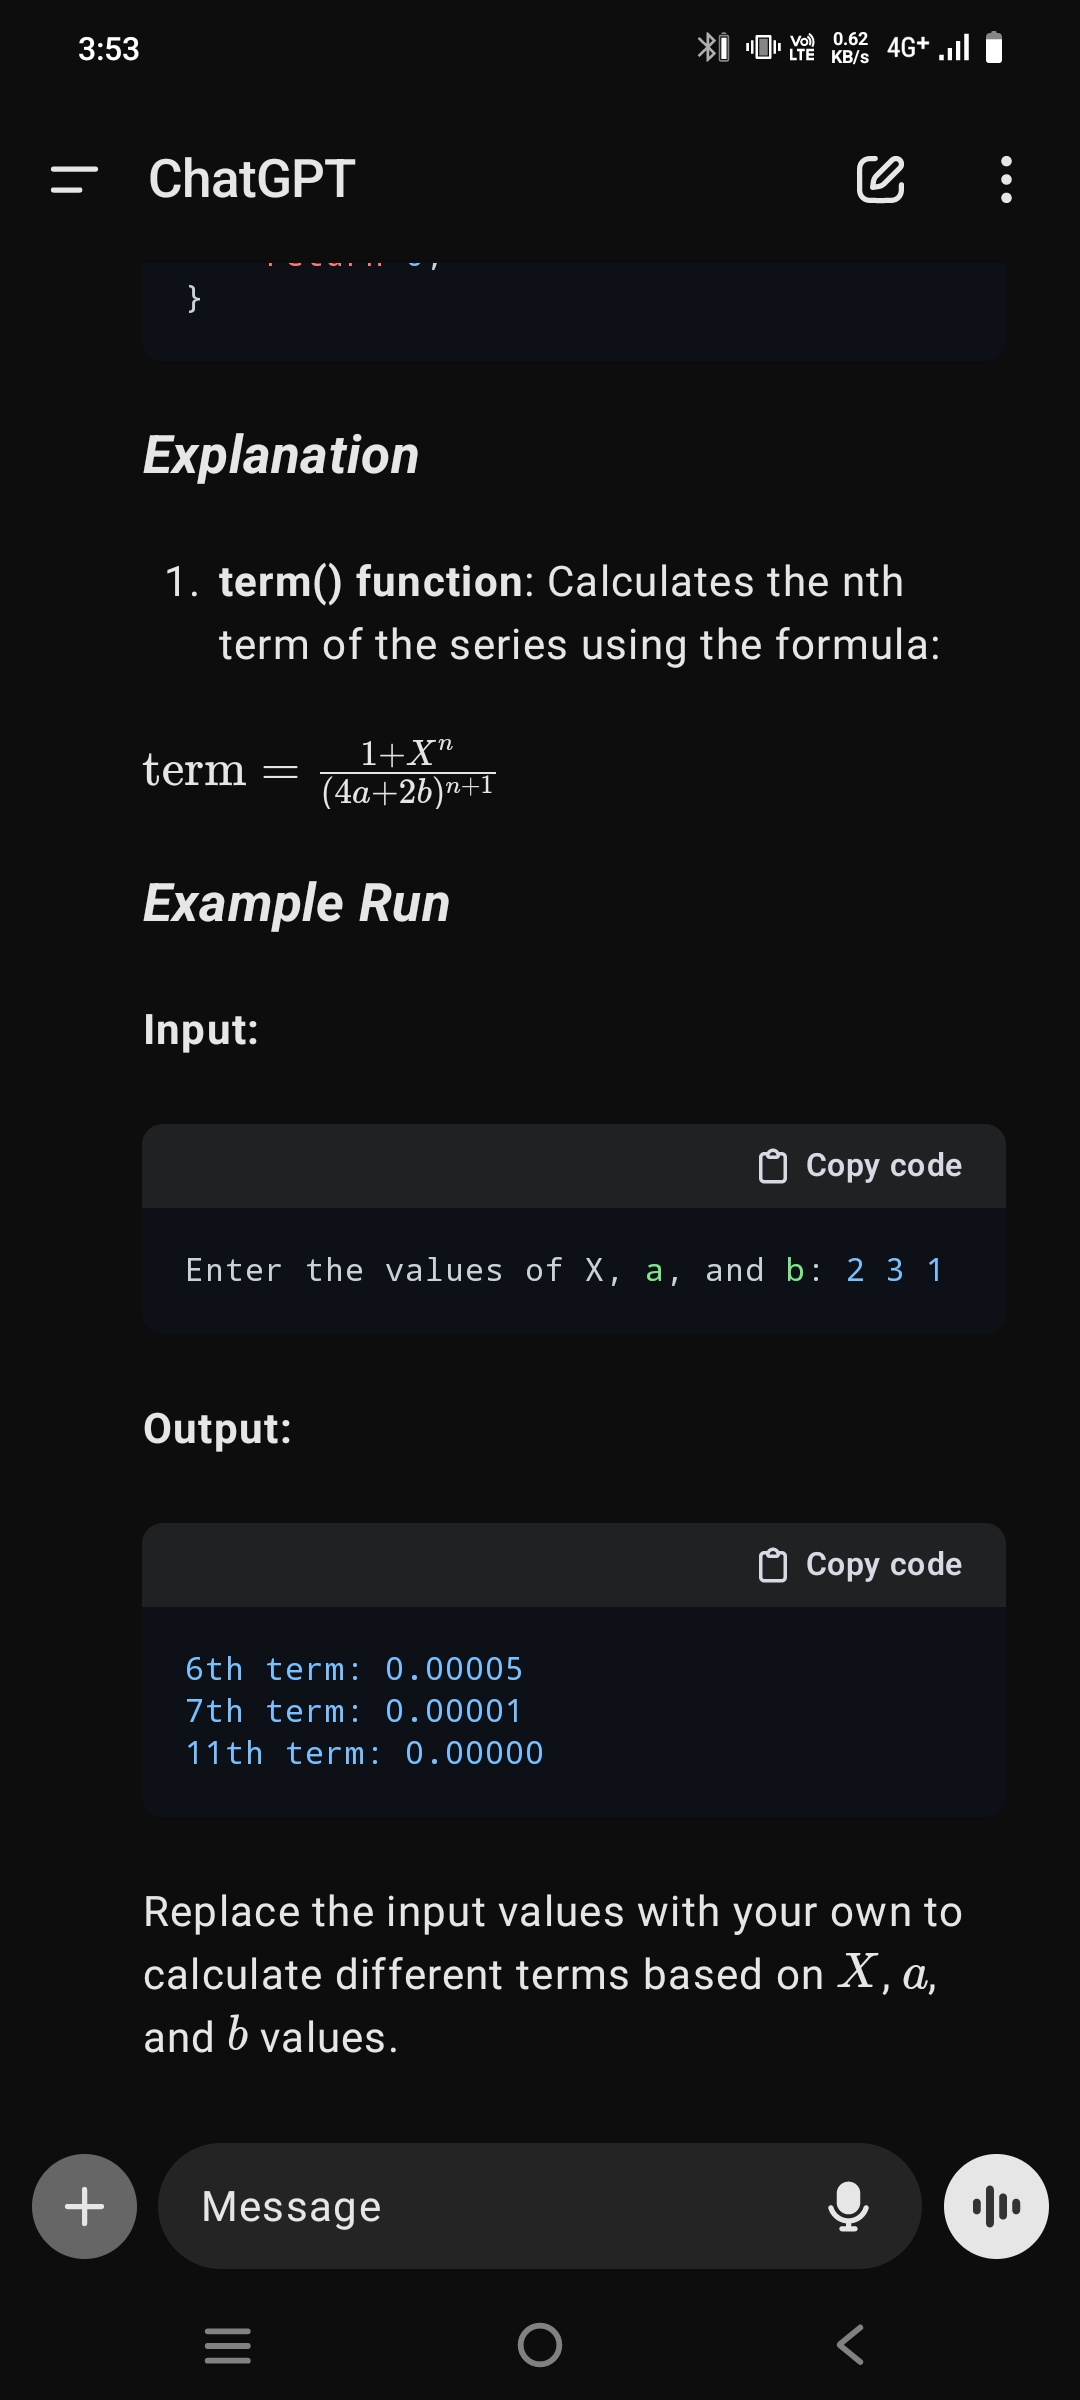 3:53
Vo)) LTE
0.62 KB/s
4G+
ChatGPT
}
Explanation
1. term() function: Calculates the nth
term of the series using the formula:
term = \frac{1+X^n}{(4a+2b)^{n+1}}
Example Run
Input:
Copy code
Enter the values of X, a, and b: 2 3 1
Output:
Copy code
6th term: 0.00005
7th term: 0.00001
11th term: 0.00000
Replace the input values with your own to
calculate different terms based on X, a,
and b values.
Message